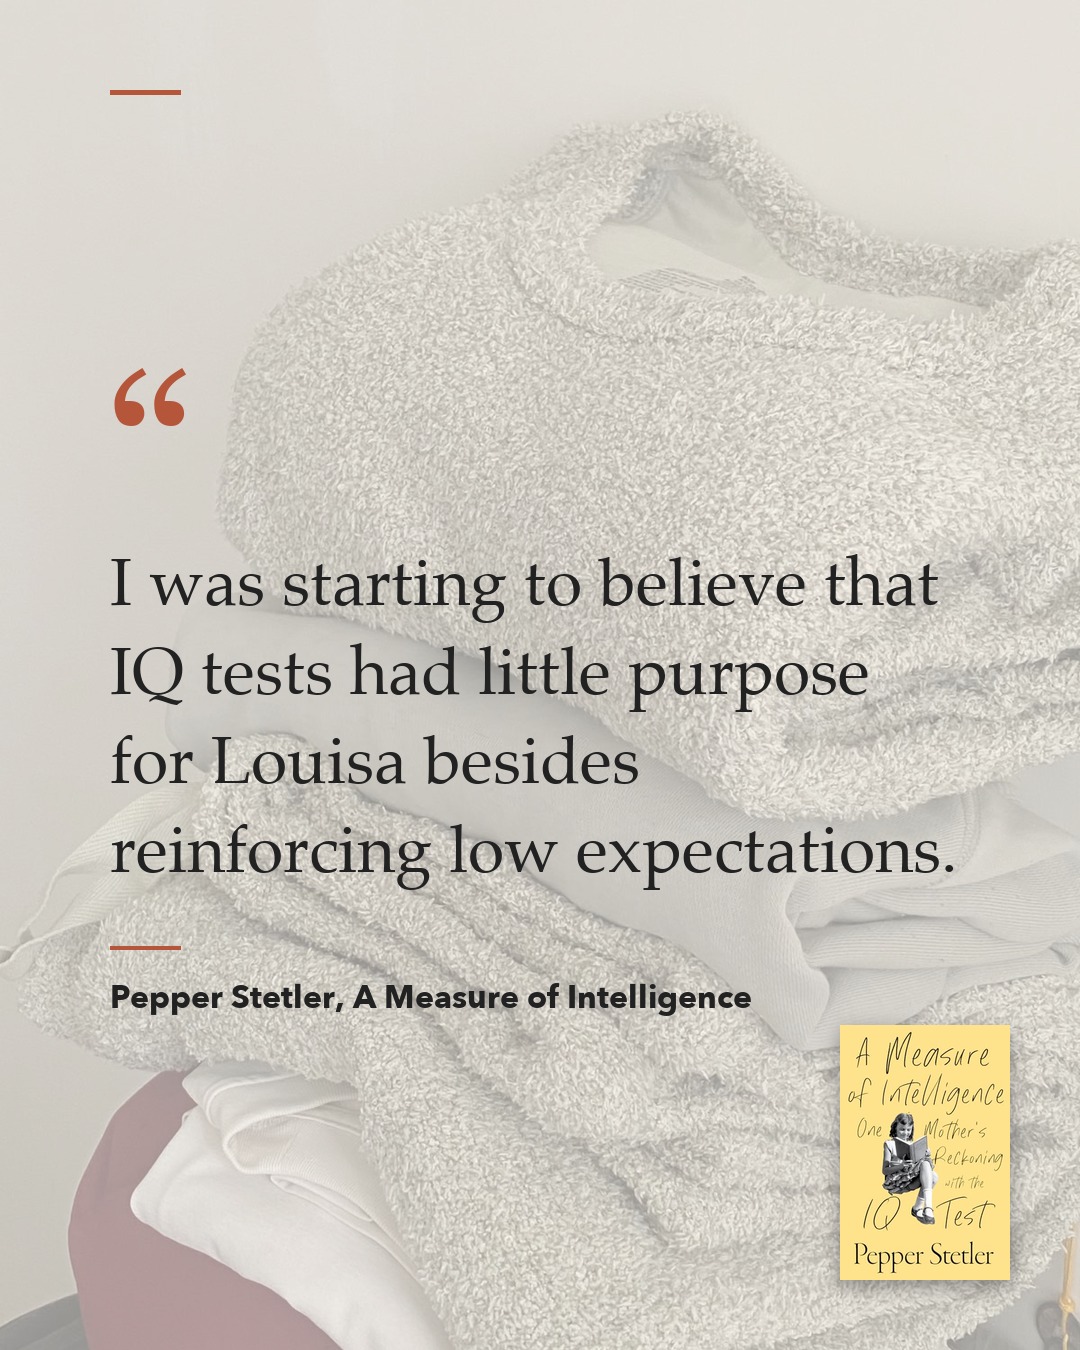 “
I was starting to believe that
IQ tests had little purpose
for Louisa besides
reinforcing low expectations.
Pepper Stetler, A Measure of Intelligence
A Measure
of Intelligence
One Mother's
Reckoning
with the
IQ Test
Pepper Stetler